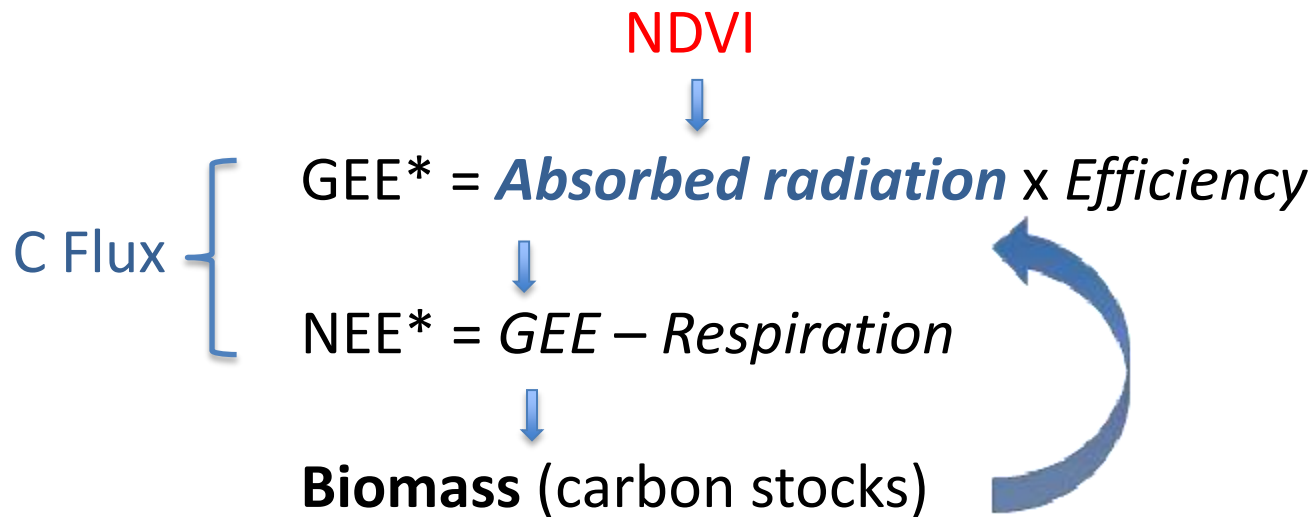 NDVI
GEE* = Absorbed radiation x Efficiency
C Flux
NEE* = GEE – Respiration
Biomass (carbon stocks)